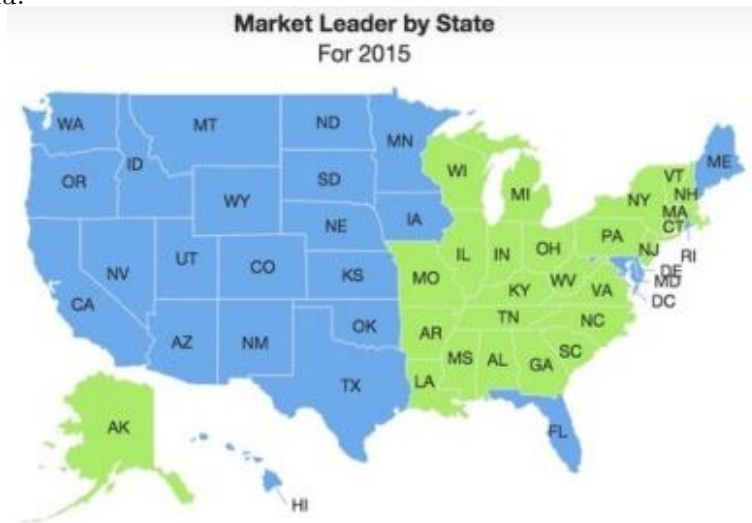 Market Leader by State
For 2015
WA
MT
ND
MN
ME
ID
OR
SD
WI
VT
NH
WY
MI
NY
MA
IA
CT
NE
PA
NJ
RI
NV
UT
CO
IL
IN
OH
DE
KS
MO
WV
MD
CA
KY
VA
DC
TN
NC
OK
AR
AZ
NM
SC
MS
AL
GA
TX
LA
AK
FL
HI